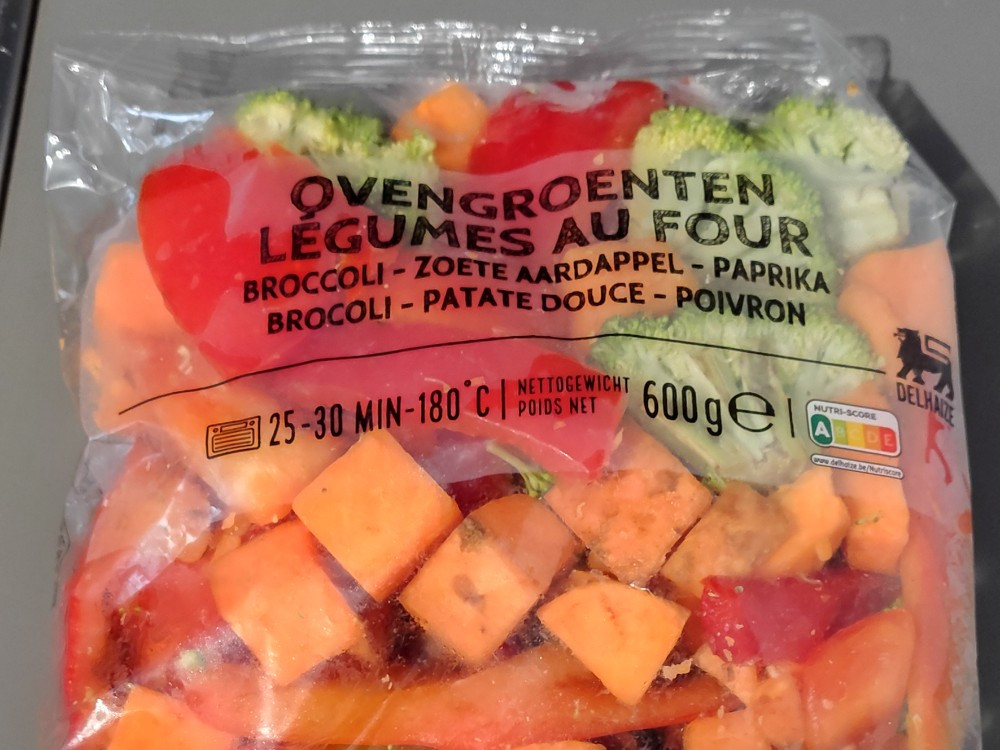 OVENGROENTEN
LÉGUMES AU FOUR
BROCCOLI - ZOETE AARDAPPEL - PAPRIKA
BROCOLI - PATATE DOUCE - POIVRON
25-30 MIN-180°C | NETTOGEWICHT
POIDS NET
600g e |
NUTRI-SCORE
A B C D E
www.delhaize.be/Nutriscore
DELHAIZE